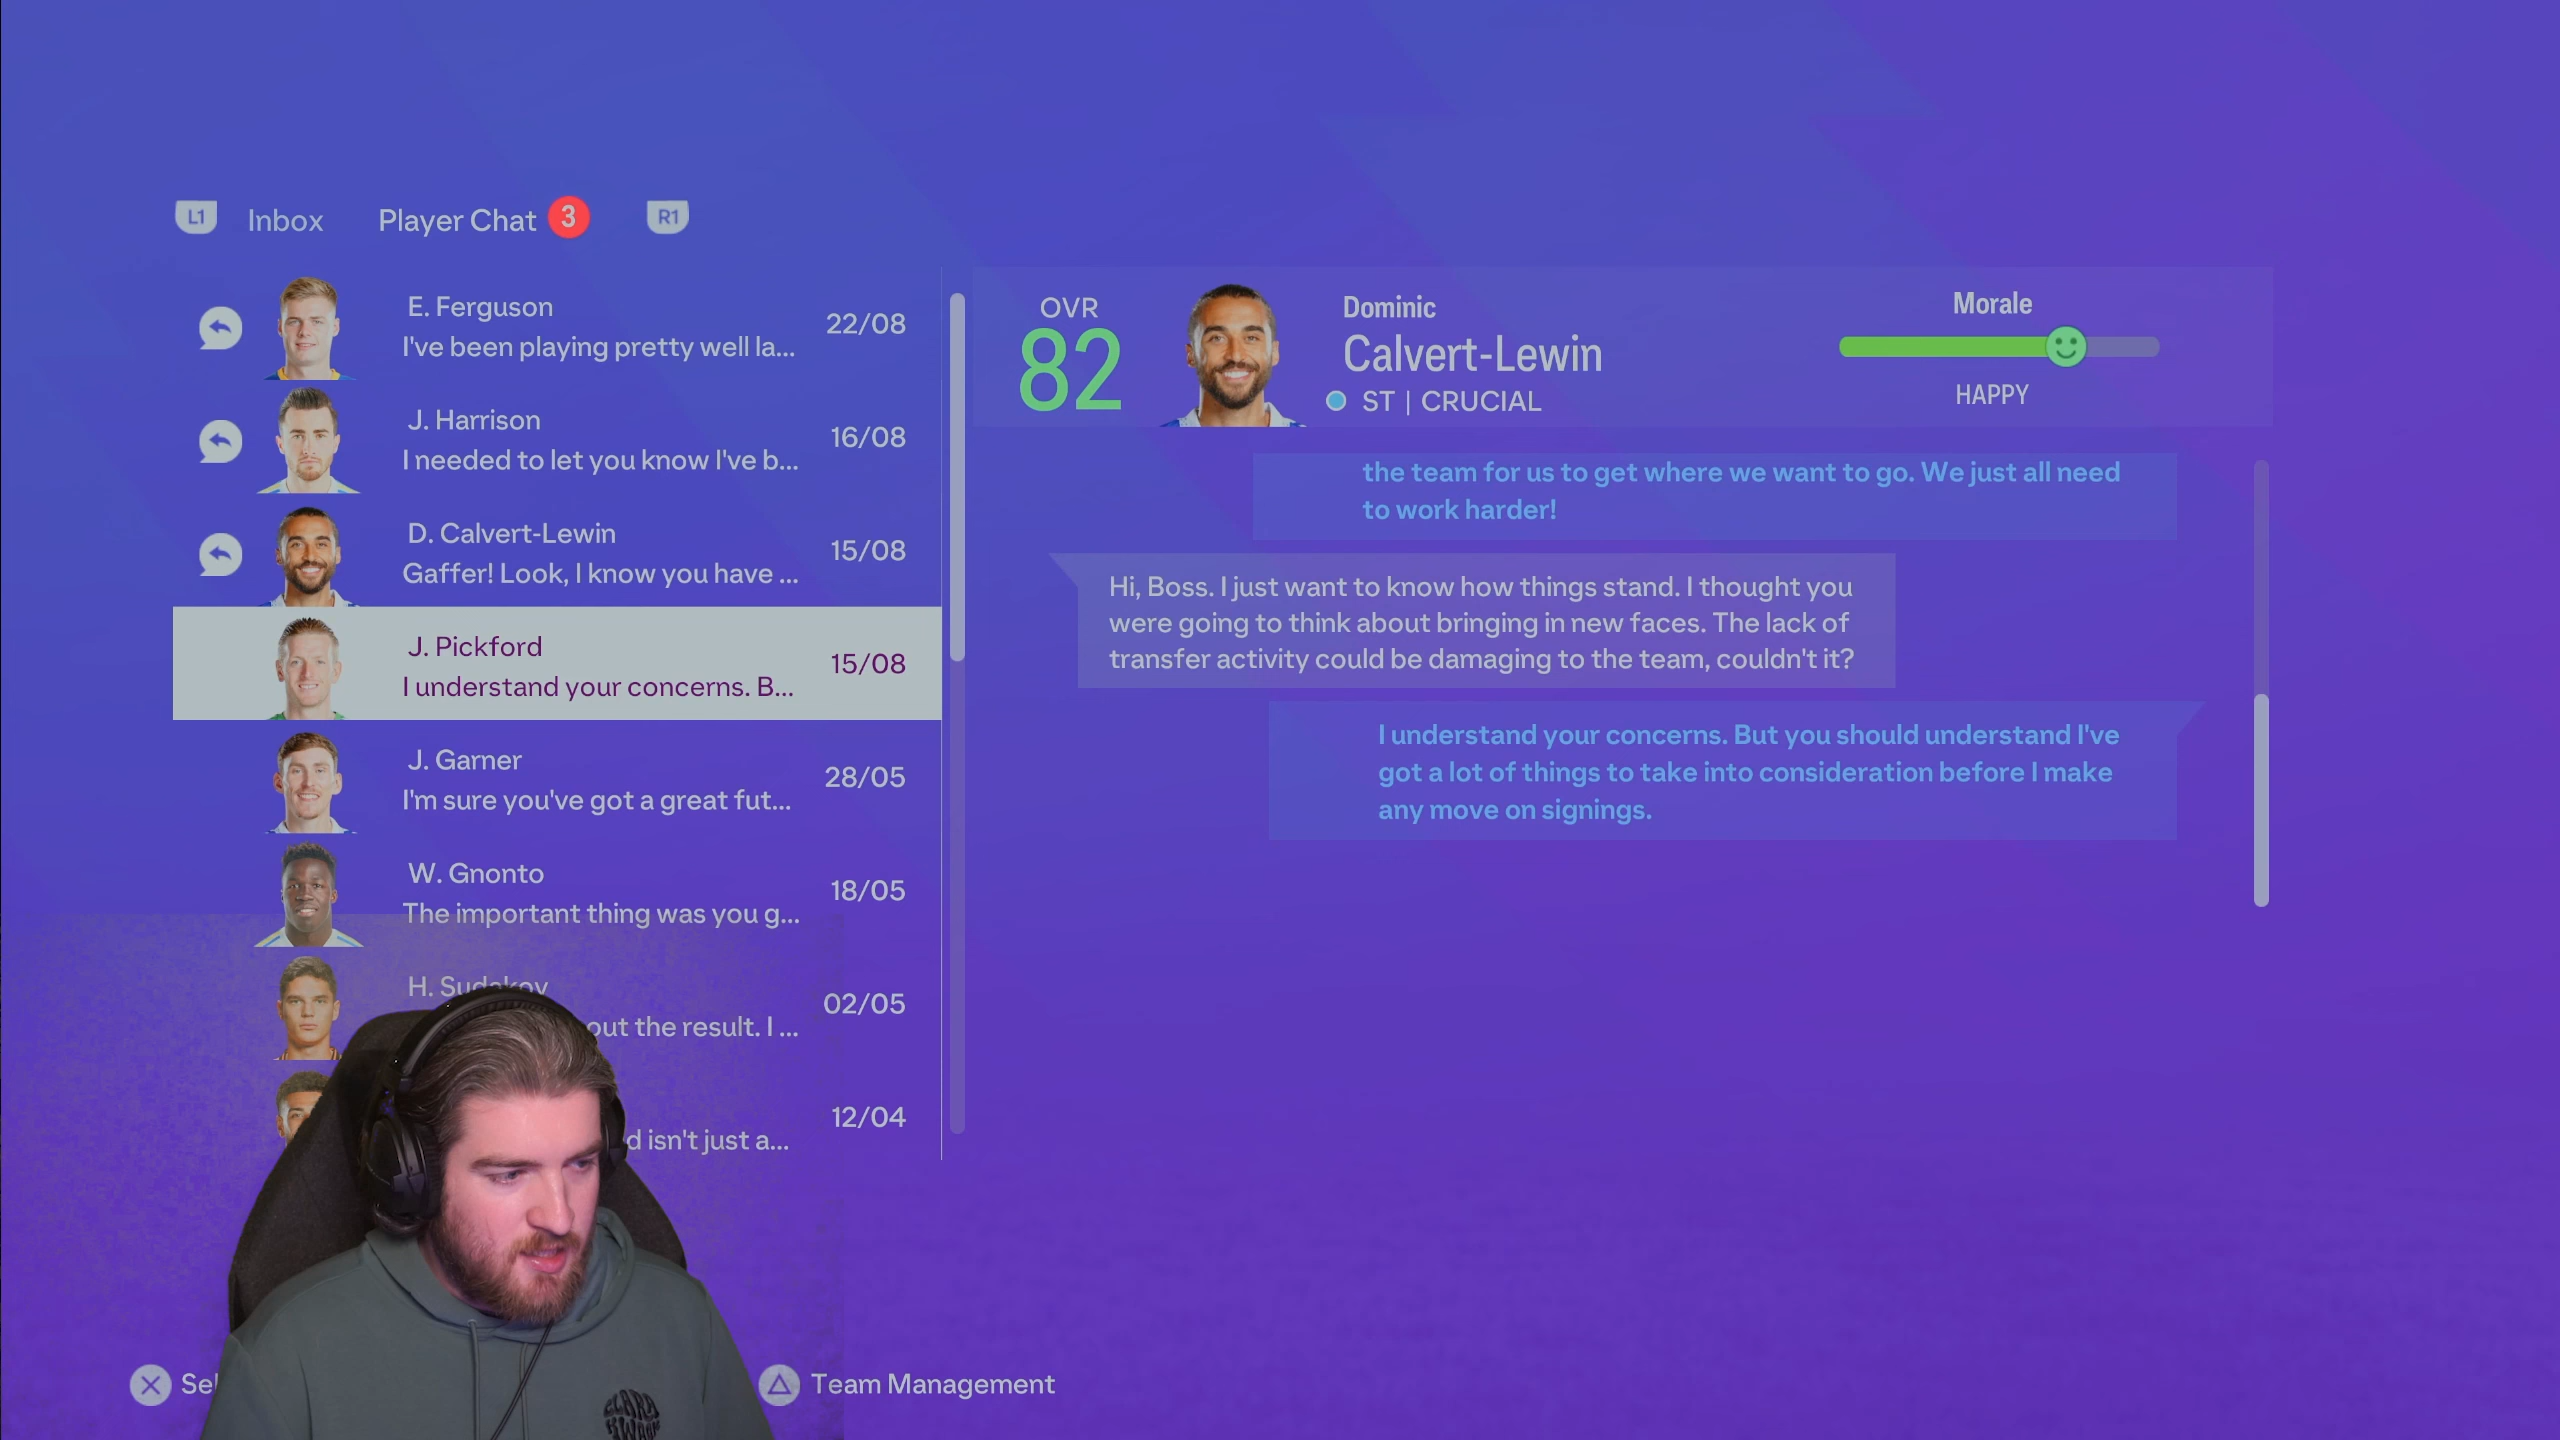 L1 Inbox Player Chat 3 R1
E. Ferguson
I've been playing pretty well la...
22/08
J. Harrison
I needed to let you know I've b...
16/08
D. Calvert-Lewin
Gaffer! Look, I know you have ...
15/08
J. Pickford
I understand your concerns. B...
15/08
J. Garner
I'm sure you've got a great fut...
28/05
W. Gnonto
The important thing was you g...
18/05
H. Sudakov
out the result. I ...
02/05
d isn't just a...
12/04
OVR
82
Dominic
Calvert-Lewin
ST | CRUCIAL
Morale
HAPPY
the team for us to get where we want to go. We just all need
to work harder!
Hi, Boss. I just want to know how things stand. I thought you
were going to think about bringing in new faces. The lack of
transfer activity could be damaging to the team, couldn't it?
I understand your concerns. But you should understand I've
got a lot of things to take into consideration before I make
any move on signings.
Sel
Team Management